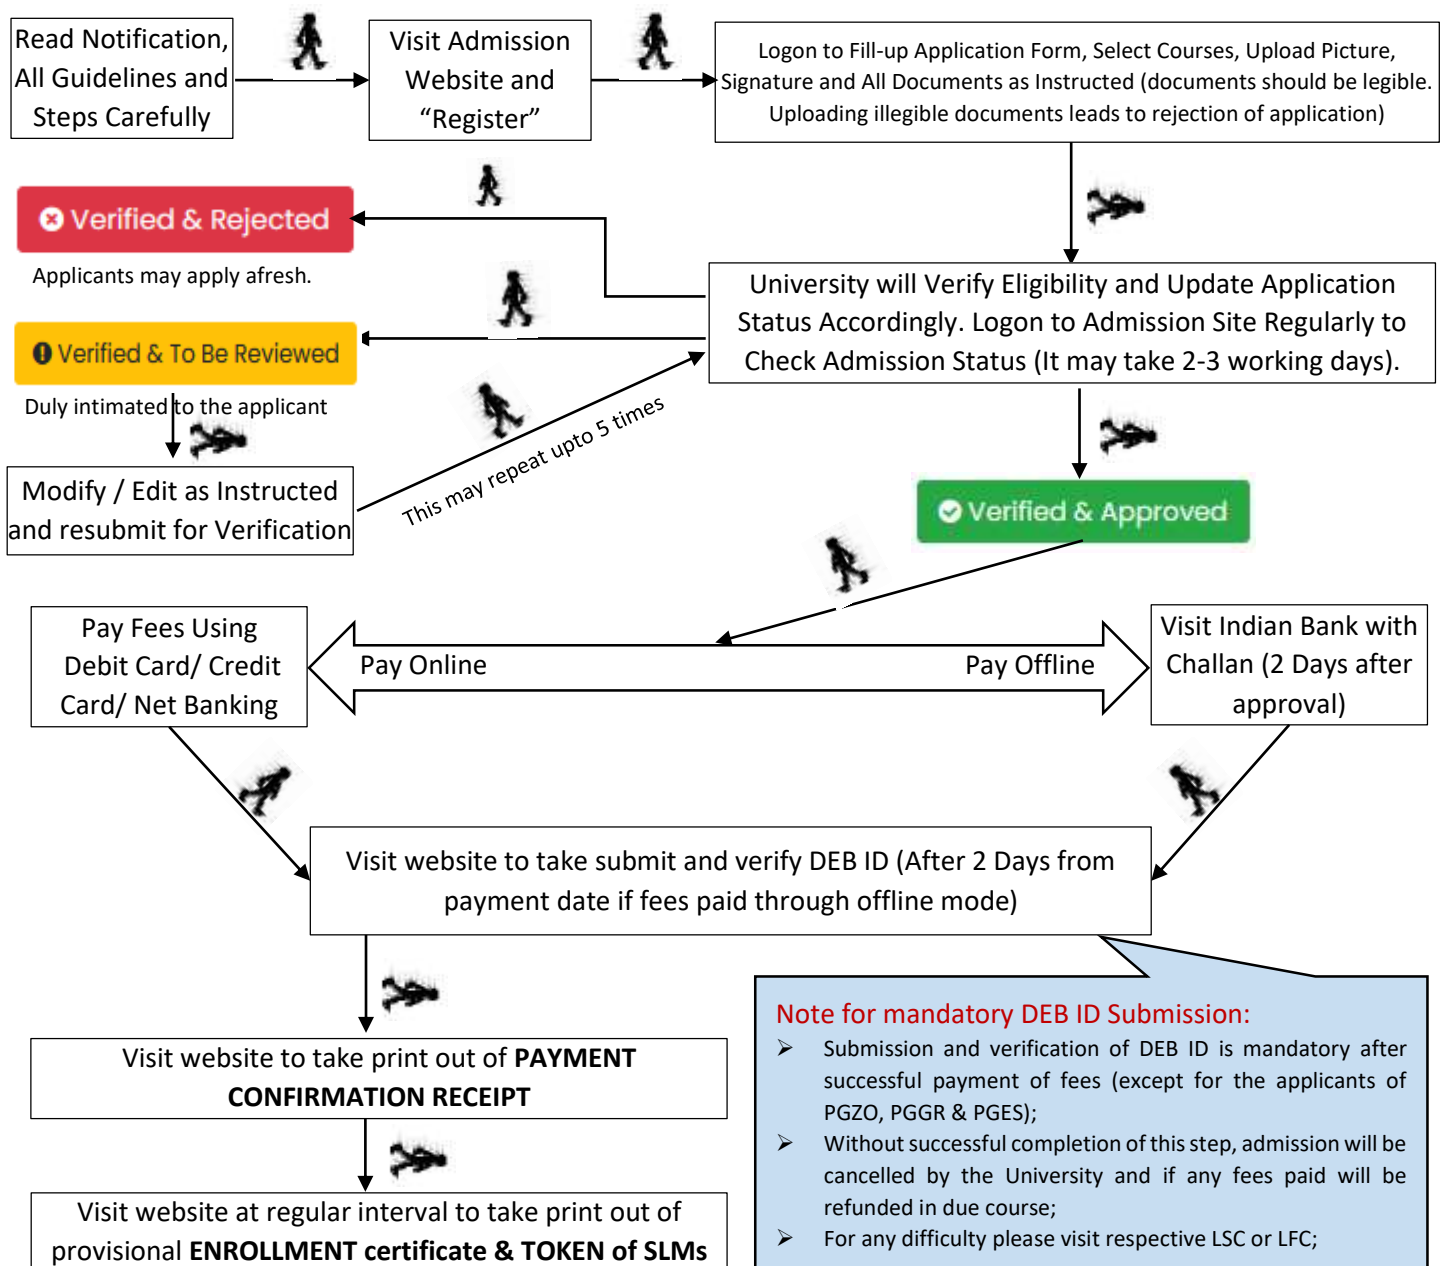 Read Notification,
All Guidelines and
Steps Carefully
Visit Admission
Website and
“Register”
Logon to Fill-up Application Form, Select Courses, Upload Picture,
Signature and All Documents as Instructed (documents should be legible.
Uploading illegible documents leads to rejection of application)
Verified & Rejected
Applicants may apply afresh.
University will Verify Eligibility and Update Application
Status Accordingly. Logon to Admission Site Regularly to
Check Admission Status (It may take 2-3 working days).
Verified & To Be Reviewed
Duly intimated to the applicant
Modify / Edit as Instructed
and resubmit for Verification
This may repeat upto 5 times
Verified & Approved
Pay Fees Using
Debit Card/ Credit
Card/ Net Banking
Pay Online
Pay Offline
Visit Indian Bank with
Challan (2 Days after
approval)
Visit website to take submit and verify DEB ID (After 2 Days from
payment date if fees paid through offline mode)
Visit website to take print out of PAYMENT
CONFIRMATION RECEIPT
Visit website at regular interval to take print out of
provisional ENROLLMENT certificate & TOKEN of SLMs
Note for mandatory DEB ID Submission:
➢ Submission and verification of DEB ID is mandatory after
successful payment of fees (except for the applicants of
PGZO, PGGR & PGES);
➢ Without successful completion of this step, admission will be
cancelled by the University and if any fees paid will be
refunded in due course;
➢ For any difficulty please visit respective LSC or LFC;